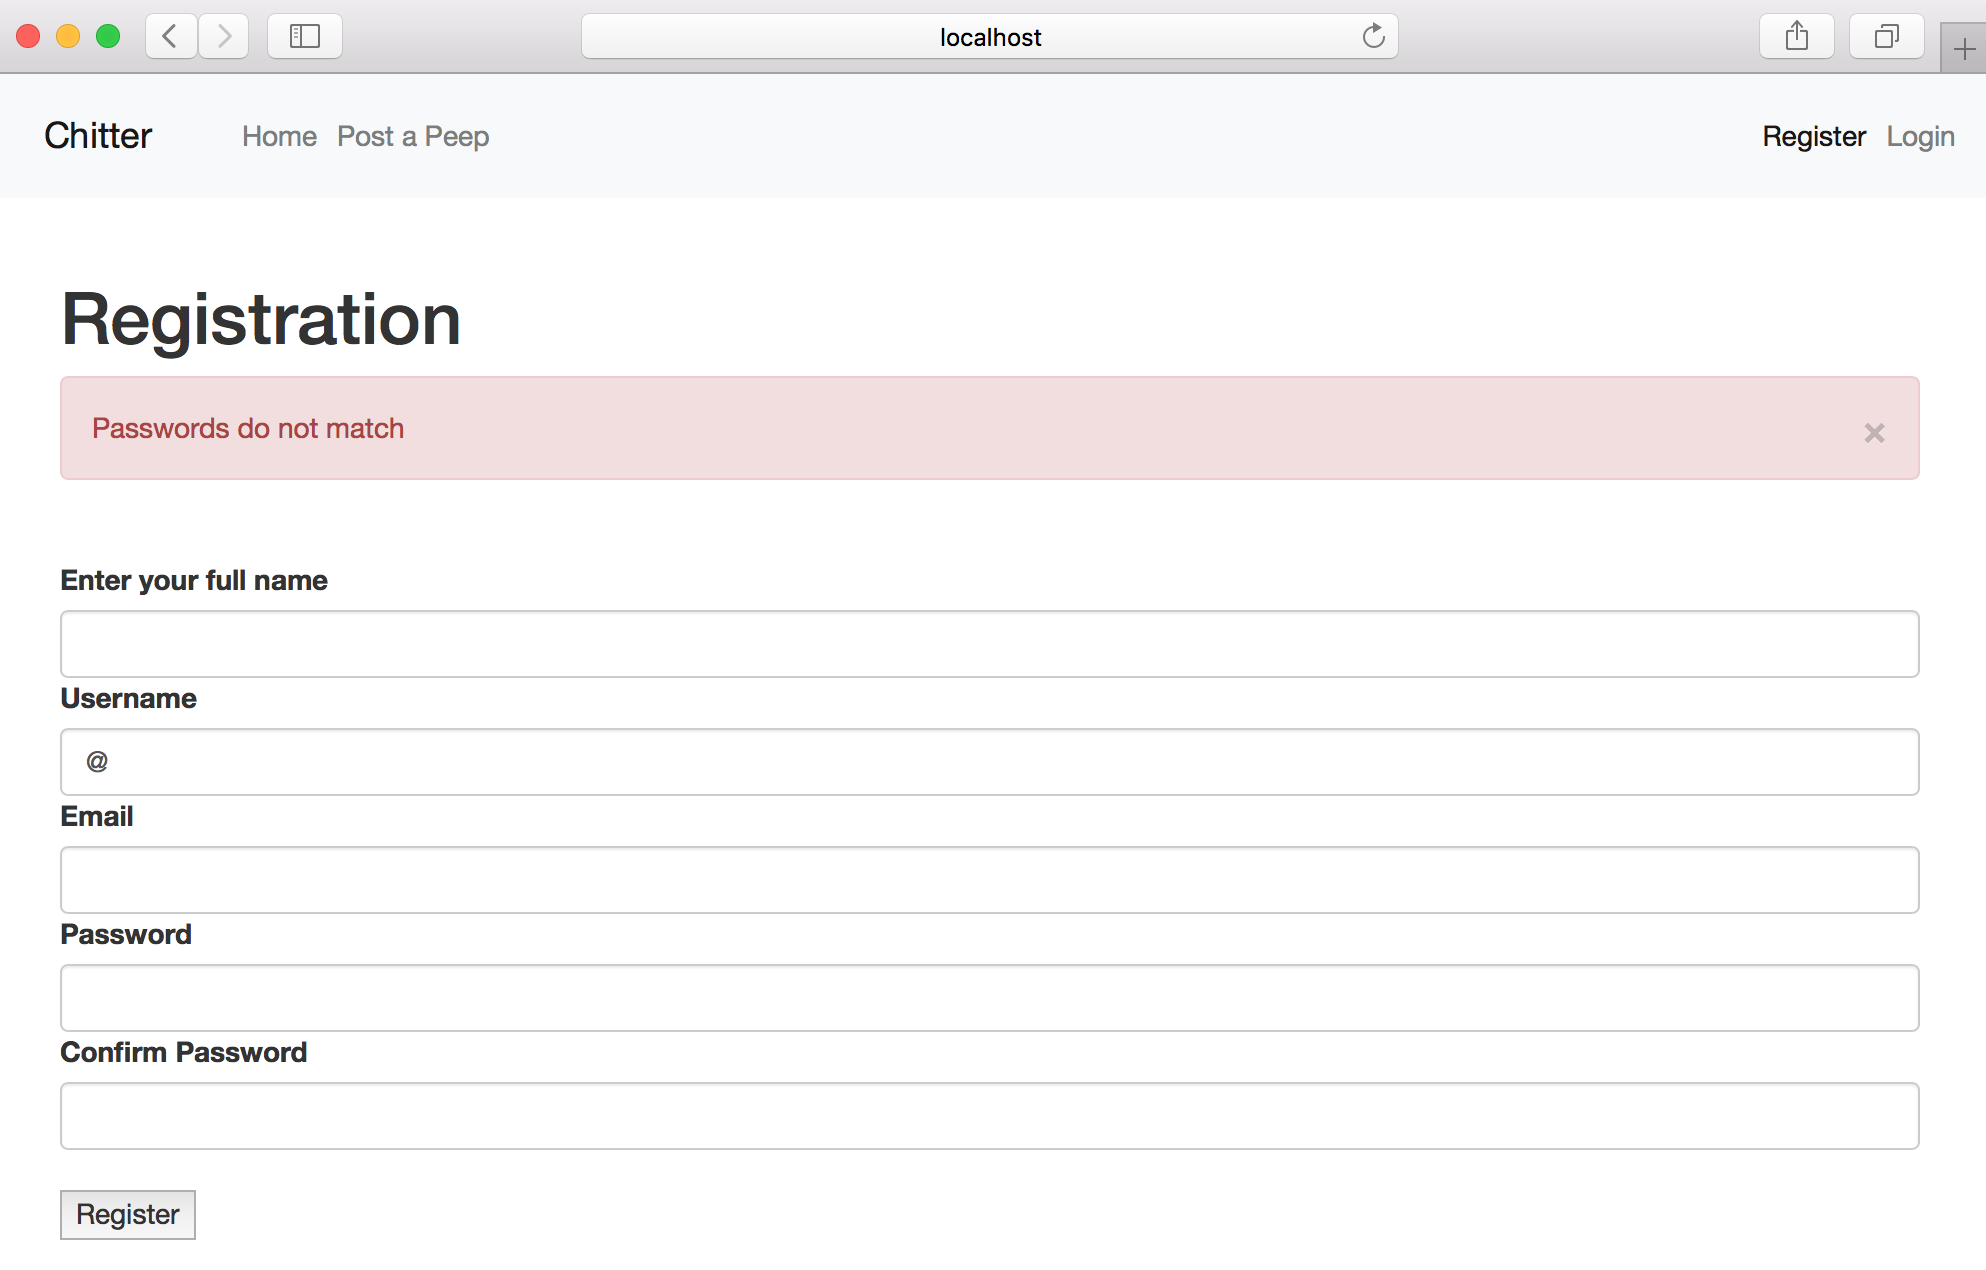 localhost
Chitter Home Post a Peep Register Login
Registration
Passwords do not match ×
Enter your full name
Username
@
Email
Password
Confirm Password
Register